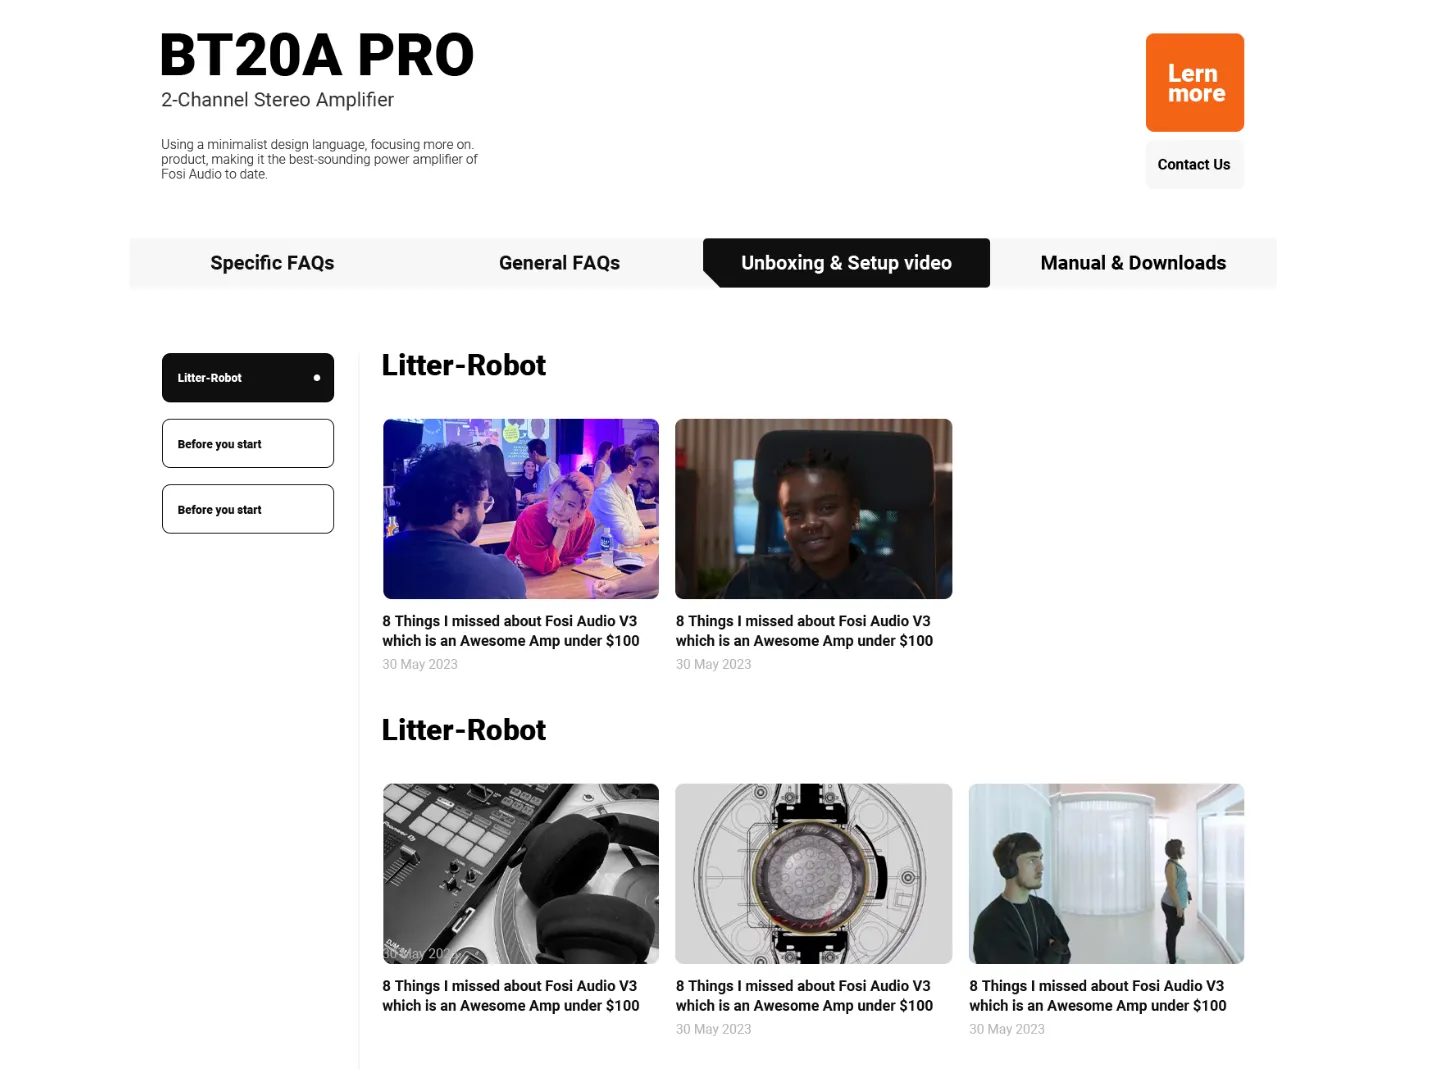 BT20A PRO
2-Channel Stereo Amplifier
Using a minimalist design language, focusing more on.
product, making it the best-sounding power amplifier of
Fosi Audio to date.
Lern
more
Contact Us
Specific FAQs
General FAQs
Unboxing & Setup video
Manual & Downloads
Litter-Robot
Before you start
Before you start
Litter-Robot
8 Things I missed about Fosi Audio V3
which is an Awesome Amp under $100
30 May 2023
8 Things I missed about Fosi Audio V3
which is an Awesome Amp under $100
30 May 2023
Litter-Robot
Pioneer Dj
DJM
30 May 2023
8 Things I missed about Fosi Audio V3
which is an Awesome Amp under $100
8 Things I missed about Fosi Audio V3
which is an Awesome Amp under $100
30 May 2023
8 Things I missed about Fosi Audio V3
which is an Awesome Amp under $100
30 May 2023